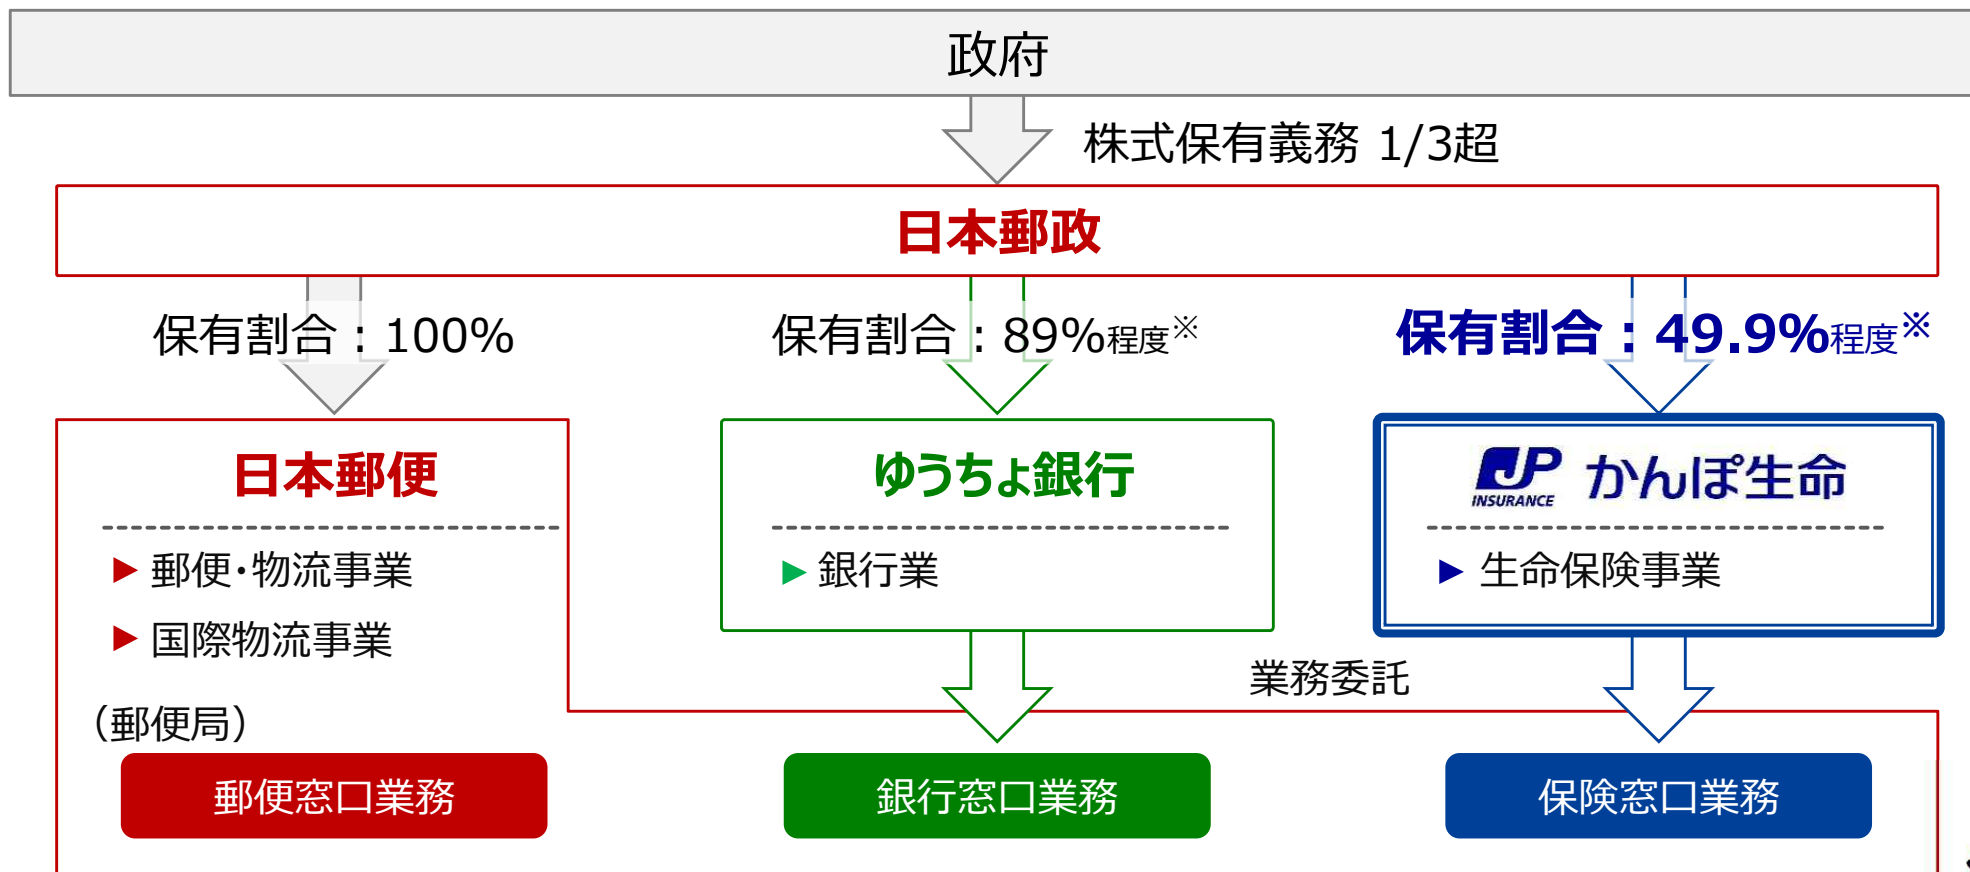 政府
株式保有義務 1/3超
日本郵政
保有割合：100%
保有割合：89%程度※
保有割合：49.9%程度※
日本郵便
ゆうちょ銀行
JP INSURANCE かんぽ生命
▶ 郵便・物流事業
▶ 国際物流事業
▶ 銀行業
▶ 生命保険事業
業務委託
（郵便局）
郵便窓口業務
銀行窓口業務
保険窓口業務